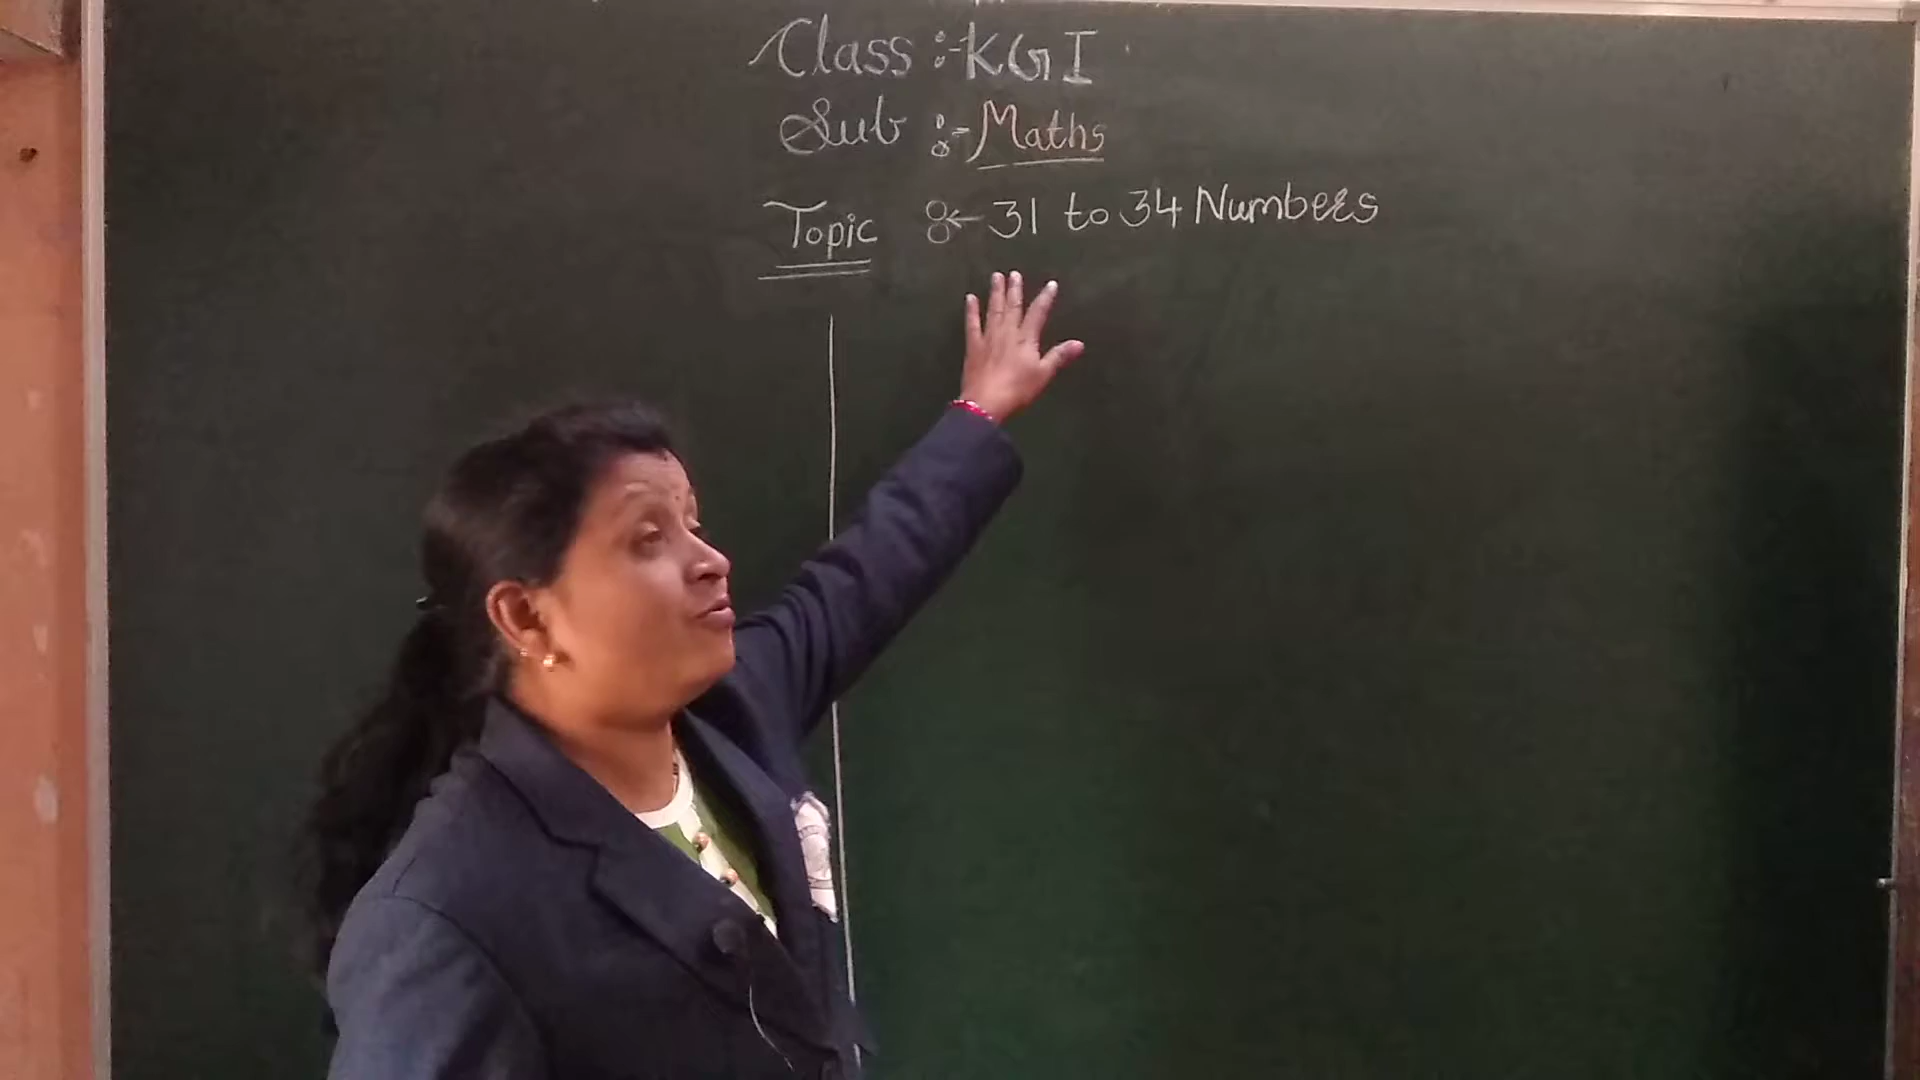 Class :- KG I
Sub :- Maths
Topic :- 31 to 34 Numbers